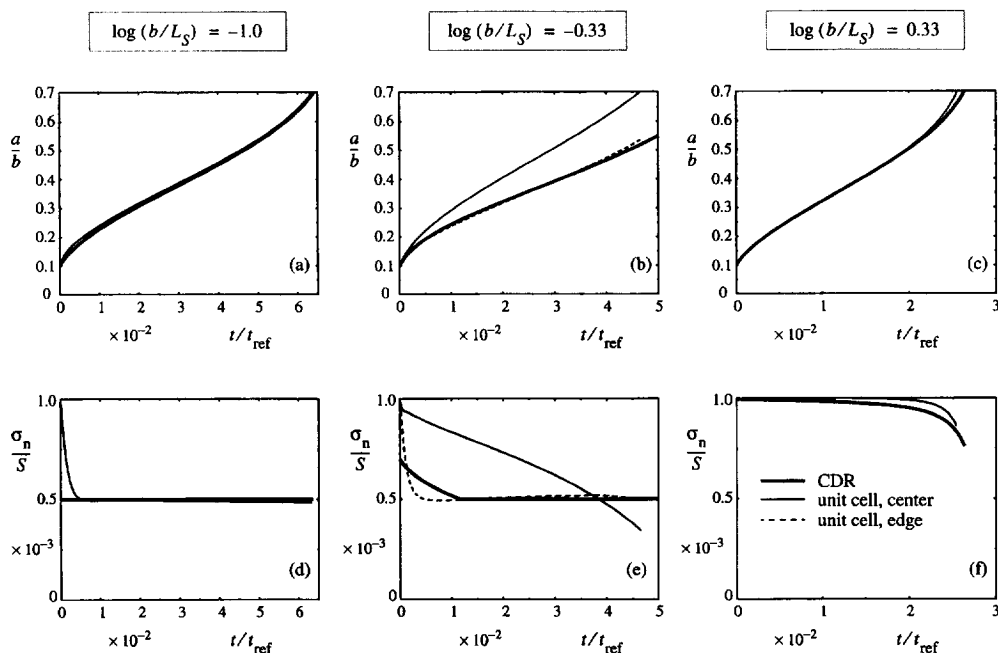 log (b/L_S) = −1.0
log (b/L_S) = −0.33
log (b/L_S) = 0.33
0.7
0.6
a/b
0.5
0.4
0.3
0.2
0.1
0
(a)
0 1 2 3 4 5 6
× 10⁻² t/t_ref
0.7
0.6
a/b
0.5
0.4
0.3
0.2
0.1
0
(b)
0 1 2 3 4 5
× 10⁻² t/t_ref
0.7
0.6
a/b
0.5
0.4
0.3
0.2
0.1
0
(c)
0 1 2 3
× 10⁻² t/t_ref
1.0
σ_n/S
0.5
× 10⁻³
0
(d)
0 1 2 3 4 5 6
× 10⁻² t/t_ref
1.0
σ_n/S
0.5
× 10⁻³
0
(e)
0 1 2 3 4 5
× 10⁻² t/t_ref
1.0
σ_n/S
0.5
× 10⁻³
0
CDR
unit cell, center
unit cell, edge
(f)
0 1 2 3
× 10⁻² t/t_ref